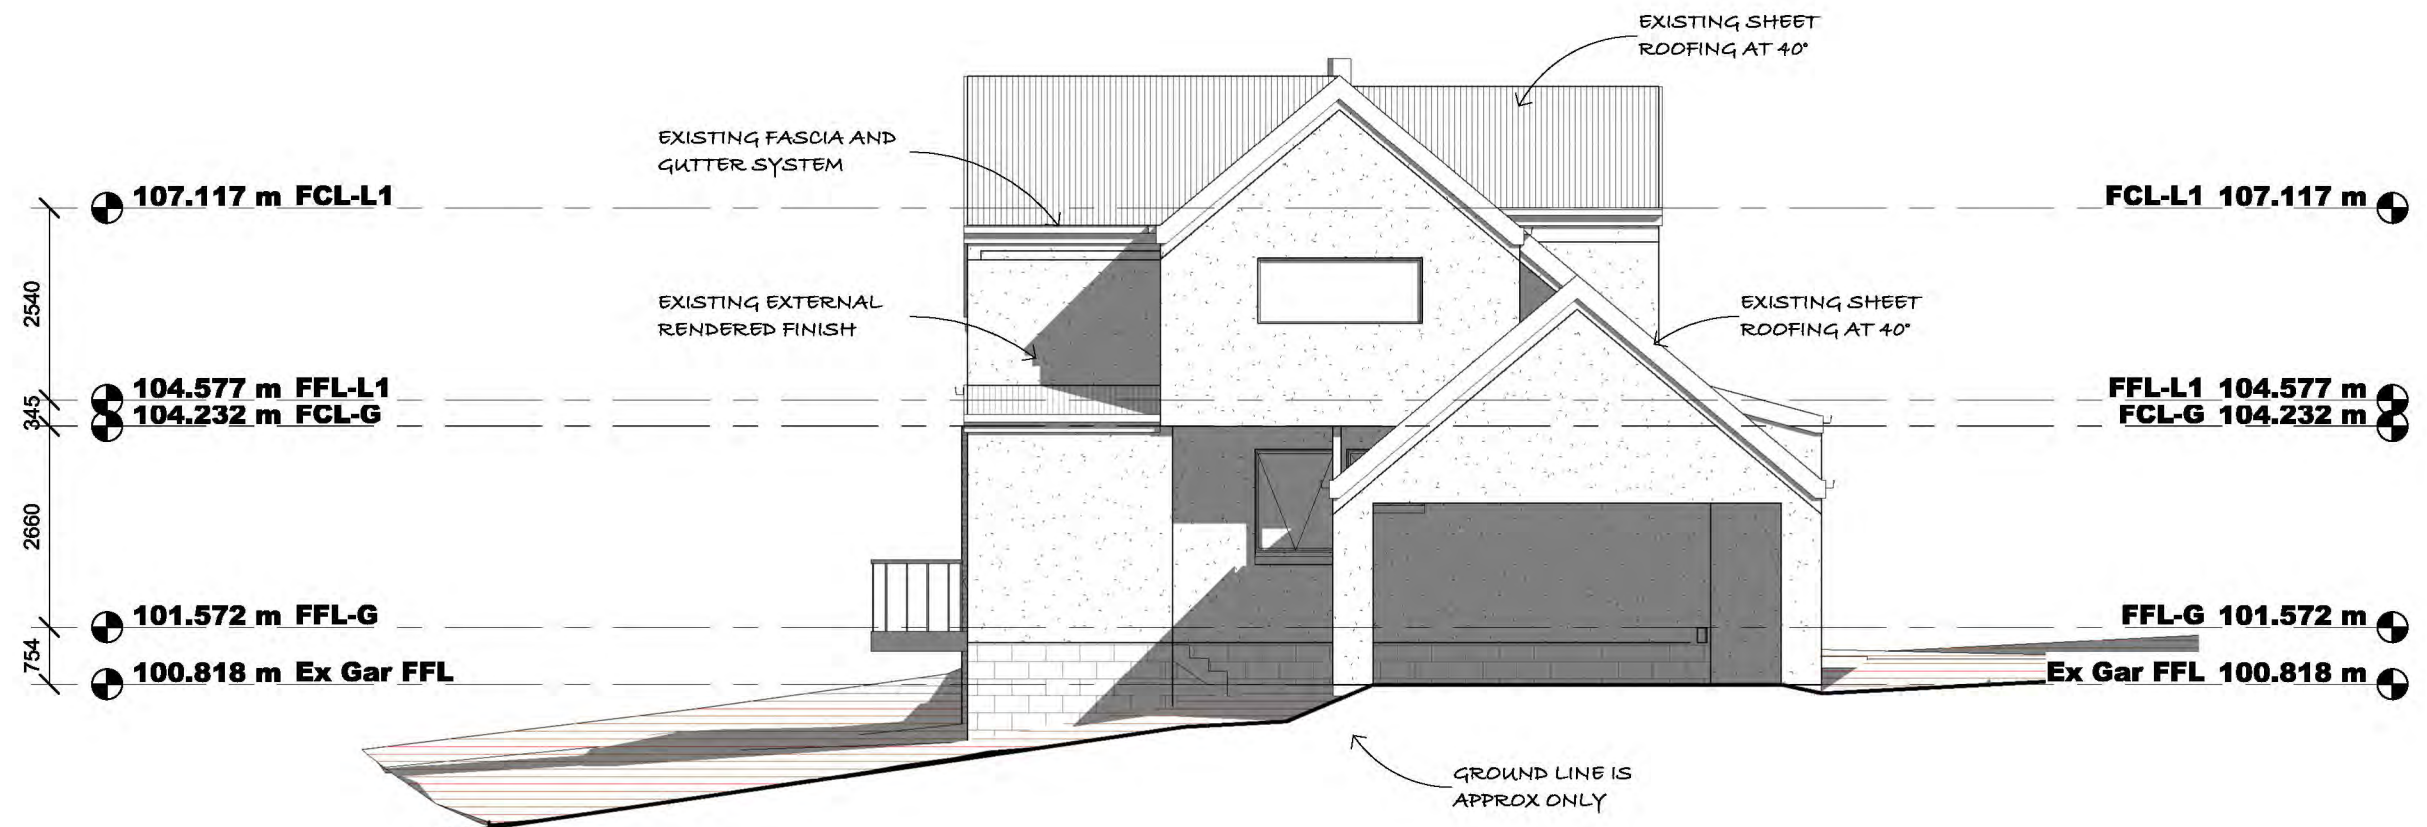 EXISTING SHEET
ROOFING AT 40°
EXISTING FASCIA AND
GUTTER SYSTEM
107.117 m FCL-L1
FCL-L1 107.117 m
2540
EXISTING EXTERNAL
RENDERED FINISH
EXISTING SHEET
ROOFING AT 40°
104.577 m FFL-L1
FFL-L1 104.577 m
345
104.232 m FCL-G
FCL-G 104.232 m
2660
101.572 m FFL-G
FFL-G 101.572 m
754
100.818 m Ex Gar FFL
Ex Gar FFL 100.818 m
GROUND LINE IS
APPROX ONLY